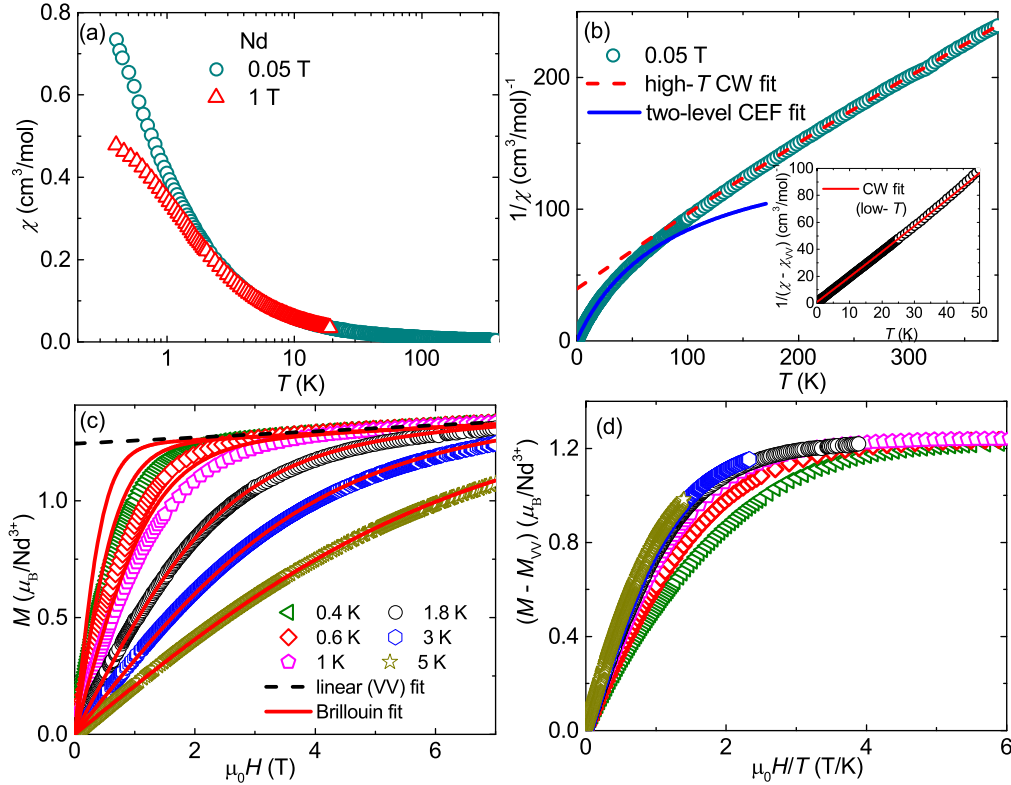 (a)
Nd
0.05 T
1 T
0.8
0.6
0.4
0.2
0.0
χ (cm³/mol)
1
10
100
T (K)
(b)
0.05 T
high-T CW fit
two-level CEF fit
200
100
0
1/χ (cm³/mol)⁻¹
0
100
200
300
T (K)
CW fit
(low- T)
100
80
60
40
20
0
1/(χ - χVV) (cm³/mol)⁻¹
0 10 20 30 40 50
T (K)
(c)
1.0
0.5
0.0
M (μB/Nd³⁺)
0.4 K
1.8 K
0.6 K
3 K
1 K
5 K
linear (VV) fit
Brillouin fit
0
2
4
6
μ₀H (T)
(d)
1.2
0.8
0.4
0.0
(M - MVV) (μB/Nd³⁺)
0
2
4
6
μ₀H/T (T/K)